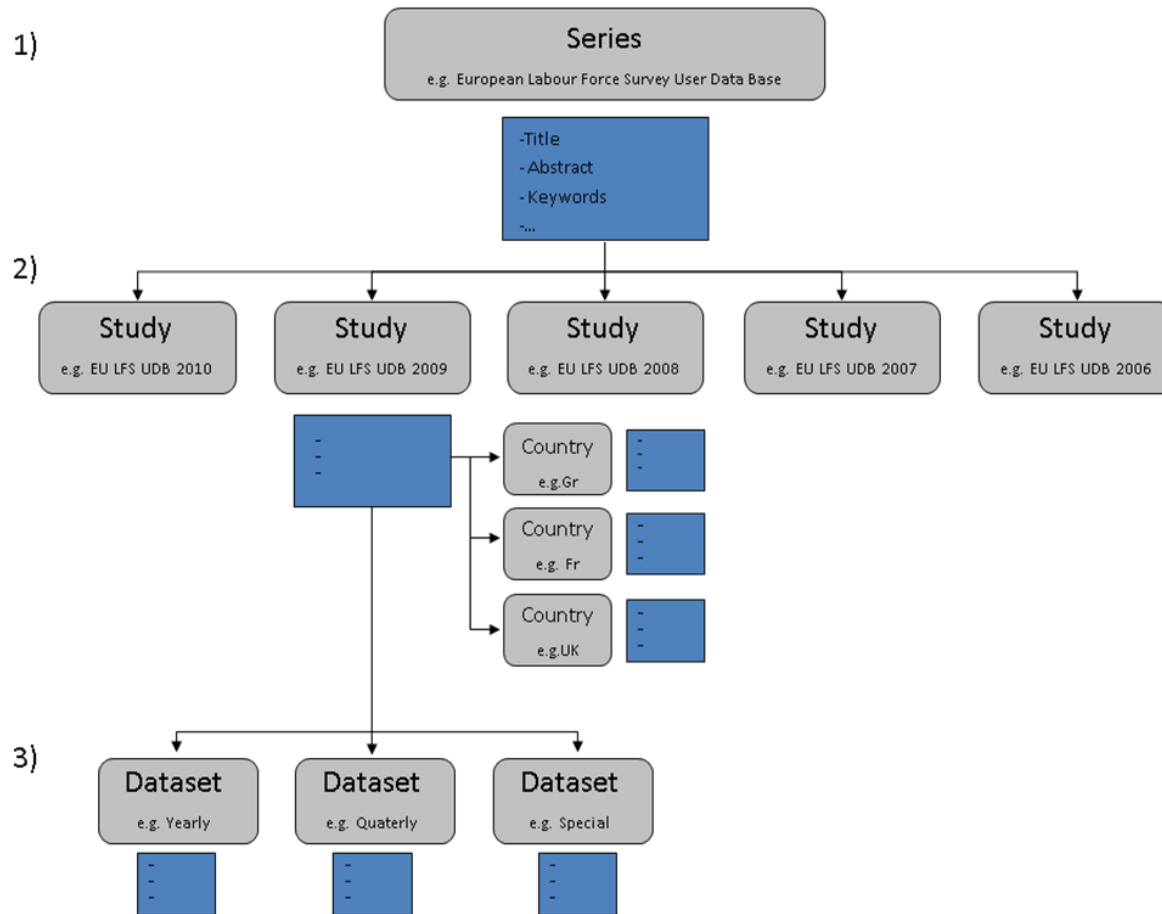 1)
Series
e.g. European Labour Force Survey User Data Base
-Title
-Abstract
-Keywords
-...
2)
Study
e.g. EU LFS UDB 2010
Study
e.g. EU LFS UDB 2009
Study
e.g. EU LFS UDB 2008
Study
e.g. EU LFS UDB 2007
Study
e.g. EU LFS UDB 2006
-
-
-
Country
e.g.Gr
-
-
-
Country
e.g. Fr
-
-
-
Country
e.g.UK
-
-
-
3)
Dataset
e.g. Yearly
Dataset
e.g. Quaterly
Dataset
e.g. Special
-
-
-
-
-
-
-
-
-